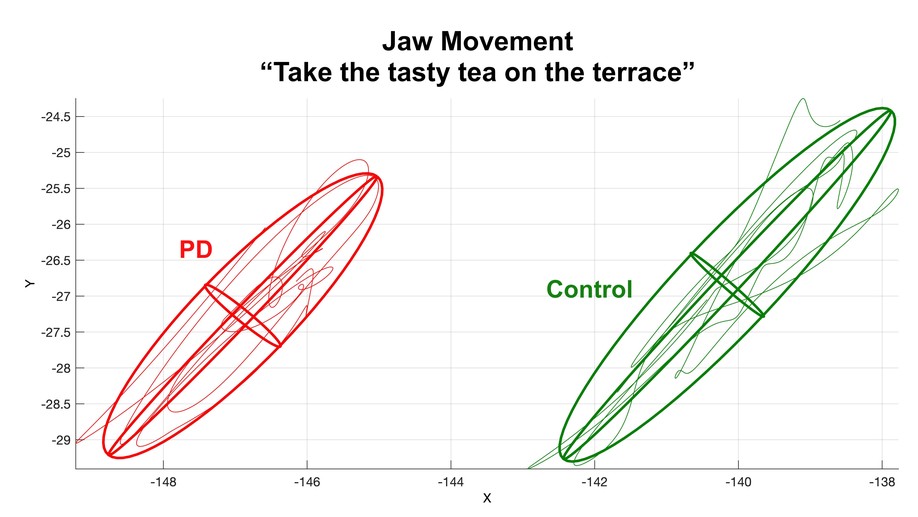 Jaw Movement
“Take the tasty tea on the terrace”
-24.5
-25
-25.5
-26
-26.5
-27
-27.5
-28
-28.5
-29
Y
PD
Control
-148
-146
-144
-142
-140
-138
X